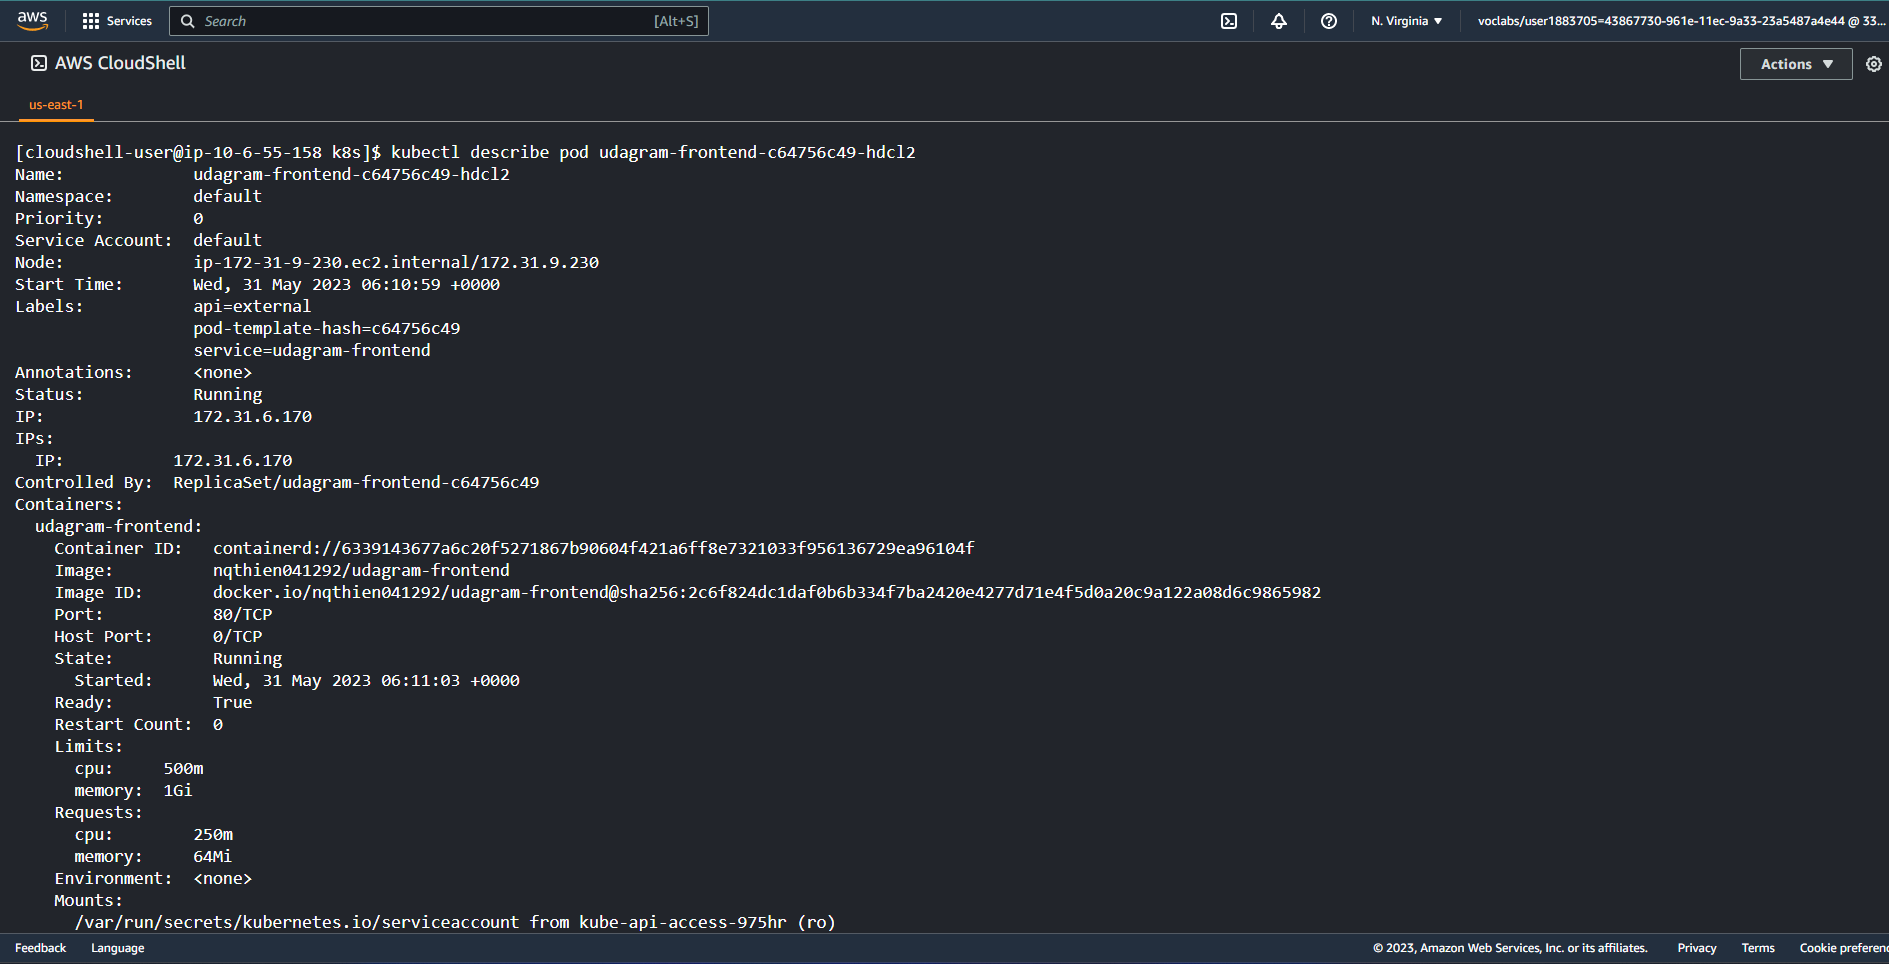 aws Services Search [Alt+S] N. Virginia voclabs/user1883705=43867730-961e-11ec-9a33-23a5487a4e44 @ 33...
AWS CloudShell Actions
us-east-1
[cloudshell-user@ip-10-6-55-158 k8s]$ kubectl describe pod udagram-frontend-c64756c49-hdcl2
Name:             udagram-frontend-c64756c49-hdcl2
Namespace:        default
Priority:         0
Service Account:  default
Node:             ip-172-31-9-230.ec2.internal/172.31.9.230
Start Time:       Wed, 31 May 2023 06:10:59 +0000
Labels:           api=external
                  pod-template-hash=c64756c49
                  service=udagram-frontend
Annotations:      <none>
Status:           Running
IP:               172.31.6.170
IPs:
  IP:           172.31.6.170
Controlled By:  ReplicaSet/udagram-frontend-c64756c49
Containers:
  udagram-frontend:
    Container ID:   containerd://6339143677a6c20f5271867b90604f421a6ff8e7321033f956136729ea96104f
    Image:          nqthien041292/udagram-frontend
    Image ID:       docker.io/nqthien041292/udagram-frontend@sha256:2c6f824dc1daf0b6b334f7ba2420e4277d71e4f5d0a20c9a122a08d6c9865982
    Port:           80/TCP
    Host Port:      0/TCP
    State:          Running
      Started:      Wed, 31 May 2023 06:11:03 +0000
    Ready:          True
    Restart Count:  0
    Limits:
      cpu:     500m
      memory:  1Gi
    Requests:
      cpu:        250m
      memory:     64Mi
    Environment:  <none>
    Mounts:
      /var/run/secrets/kubernetes.io/serviceaccount from kube-api-access-975hr (ro)
Feedback Language © 2023, Amazon Web Services, Inc. or its affiliates. Privacy Terms Cookie preferen